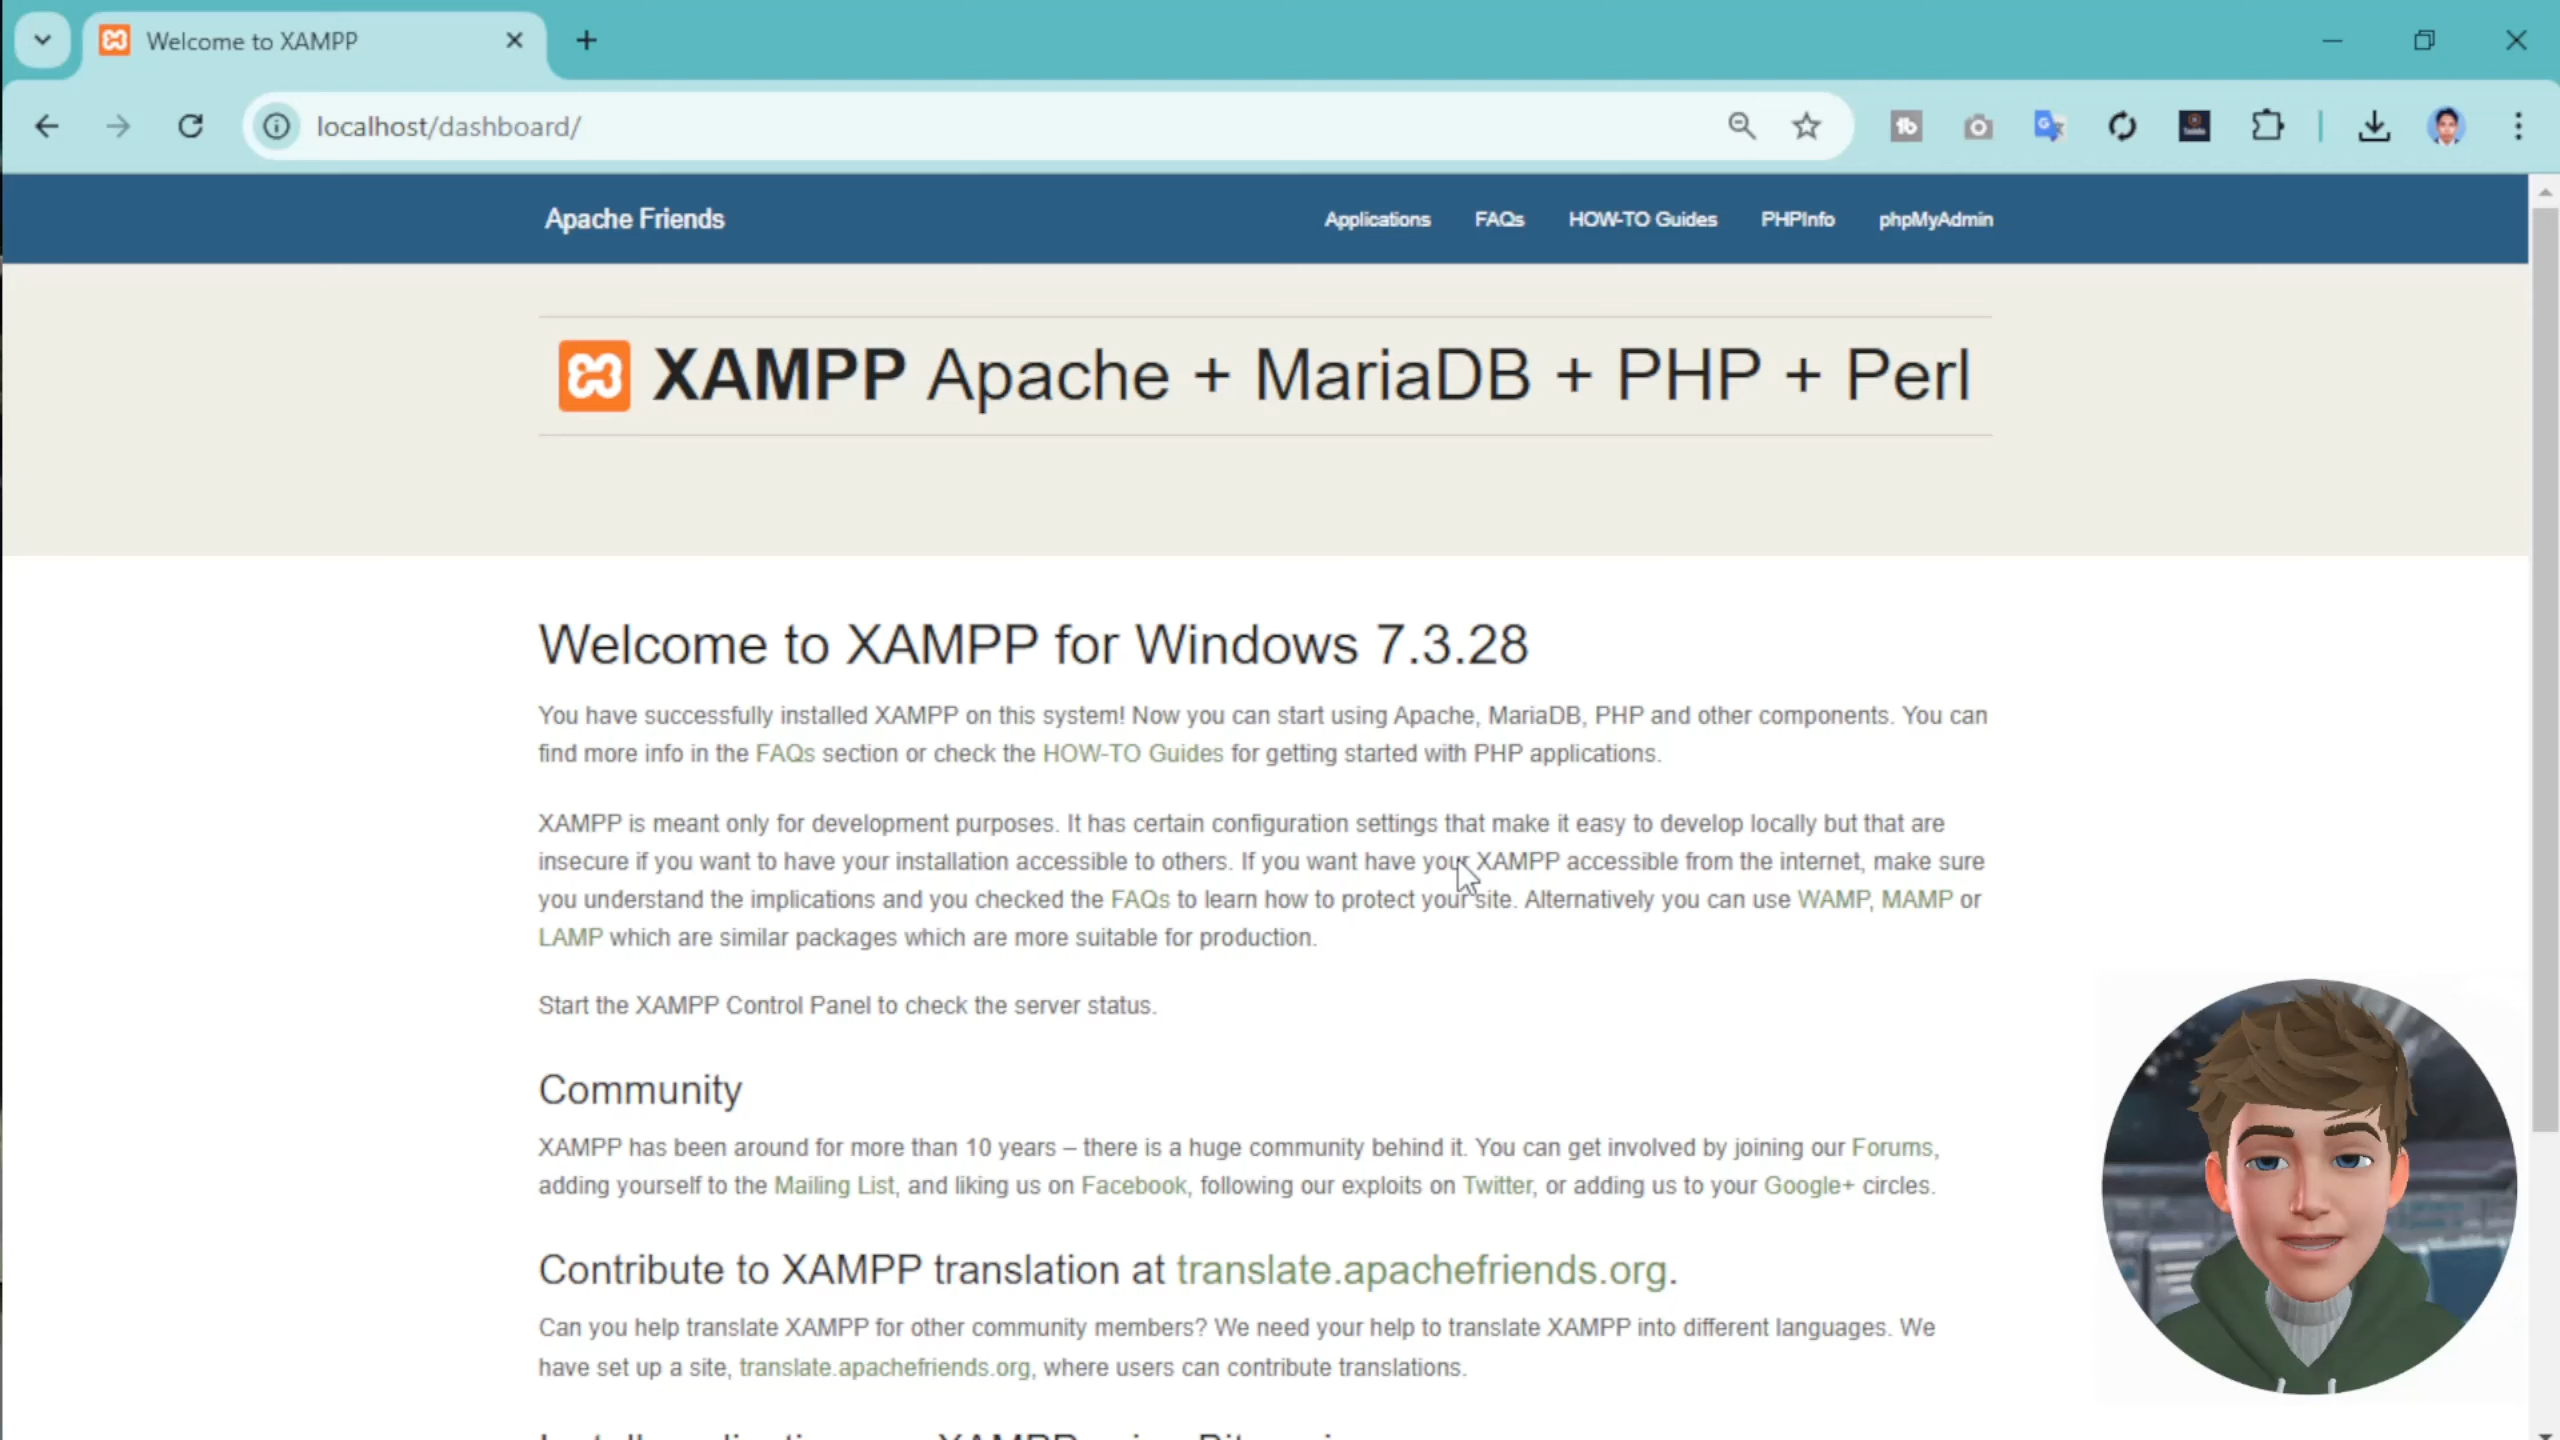 Welcome to XAMPP
localhost/dashboard/
Apache Friends
Applications
FAQs
HOW-TO Guides
PHPInfo
phpMyAdmin
XAMPP Apache + MariaDB + PHP + Perl
Welcome to XAMPP for Windows 7.3.28
You have successfully installed XAMPP on this system! Now you can start using Apache, MariaDB, PHP and other components. You can
find more info in the FAQs section or check the HOW-TO Guides for getting started with PHP applications.
XAMPP is meant only for development purposes. It has certain configuration settings that make it easy to develop locally but that are
insecure if you want to have your installation accessible to others. If you want have your XAMPP accessible from the internet, make sure
you understand the implications and you checked the FAQs to learn how to protect your site. Alternatively you can use WAMP, MAMP or
LAMP which are similar packages which are more suitable for production.
Start the XAMPP Control Panel to check the server status.
Community
XAMPP has been around for more than 10 years – there is a huge community behind it. You can get involved by joining our Forums,
adding yourself to the Mailing List, and liking us on Facebook, following our exploits on Twitter, or adding us to your Google+ circles.
Contribute to XAMPP translation at translate.apachefriends.org.
Can you help translate XAMPP for other community members? We need your help to translate XAMPP into different languages. We
have set up a site, translate.apachefriends.org, where users can contribute translations.